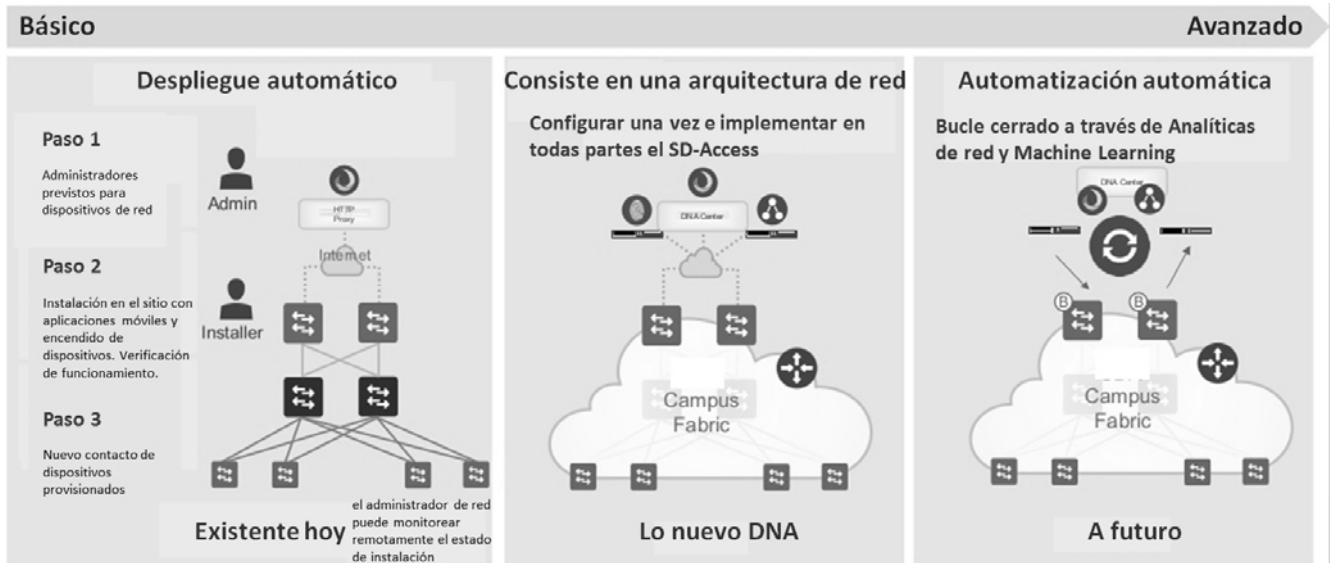 Básico
Avanzado
Despliegue automático
Paso 1
Administradores
previstos para
dispositivos de red
Admin
HTTP
Proxy
Internet
Paso 2
Instalación en el sitio con
aplicaciones móviles y
encendido de
dispositivos. Verificación
de funcionamiento.
Installer
Paso 3
Nuevo contacto de
dispositivos
provisionados
Existente hoy
el administrador de red
puede monitorear
remotamente el estado
de instalación
Consiste en una arquitectura de red
Configurar una vez e implementar en
todas partes el SD-Access
DNA Center
Campus
Fabric
Lo nuevo DNA
Automatización automática
Bucle cerrado a través de Analíticas
de red y Machine Learning
DNA Center
B
B
Campus
Fabric
A futuro